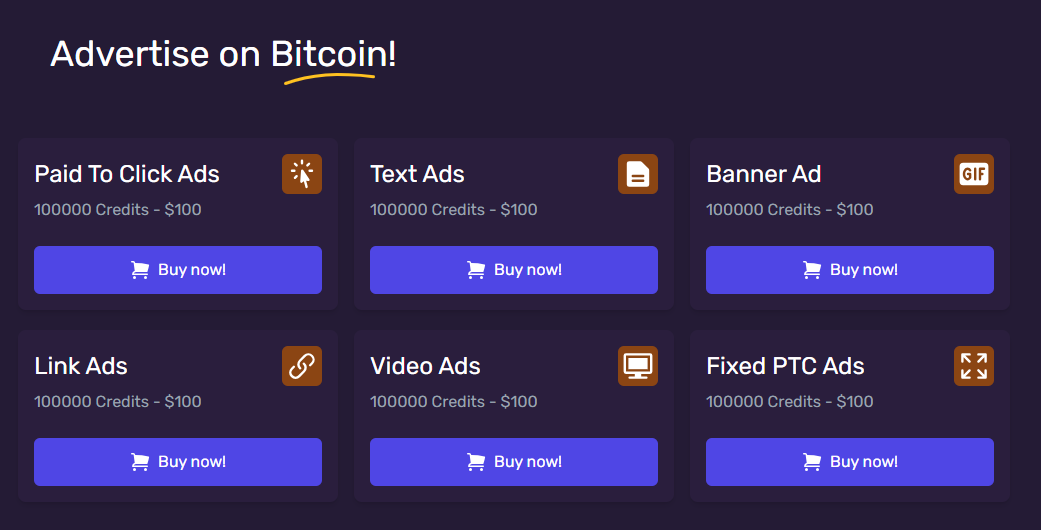 Advertise on Bitcoin!
Paid To Click Ads
100000 Credits - $100
Buy now!
Text Ads
100000 Credits - $100
Buy now!
Banner Ad
GIF
100000 Credits - $100
Buy now!
Link Ads
100000 Credits - $100
Buy now!
Video Ads
100000 Credits - $100
Buy now!
Fixed PTC Ads
100000 Credits - $100
Buy now!